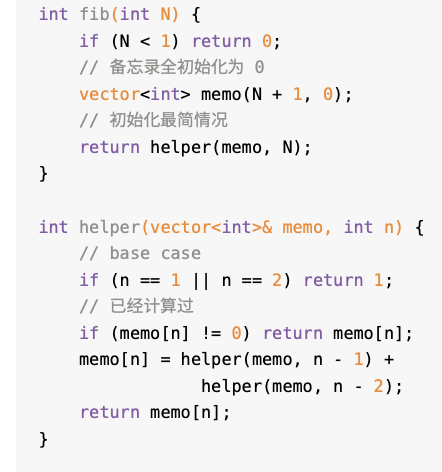 int fib(int N) {
    if (N < 1) return 0;
    // 备忘录全初始化为 0
    vector<int> memo(N + 1, 0);
    // 初始化最简情况
    return helper(memo, N);
}

int helper(vector<int>& memo, int n) {
    // base case
    if (n == 1 || n == 2) return 1;
    // 已经计算过
    if (memo[n] != 0) return memo[n];
    memo[n] = helper(memo, n - 1) +
                helper(memo, n - 2);
    return memo[n];
}